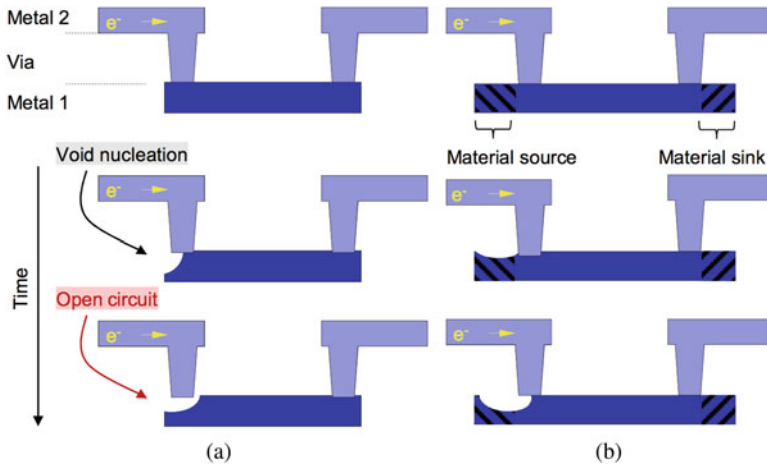 Metal 2
Via
Metal 1
e-
e-
Material source
Material sink
Void nucleation
e-
e-
Time
Open circuit
e-
e-
(a)
(b)